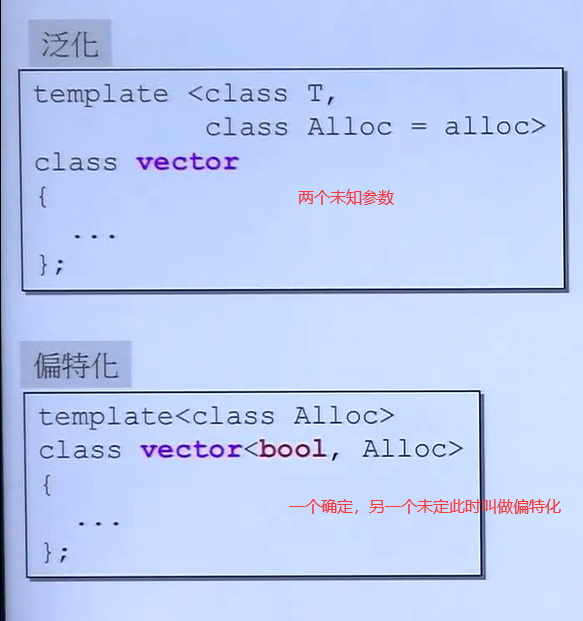 泛化
template <class T,
class Alloc = alloc>
class vector
{
两个未知参数
...
};
偏特化
template<class Alloc>
class vector<bool, Alloc>
{
一个确定，另一个未定此时叫做偏特化
...
};